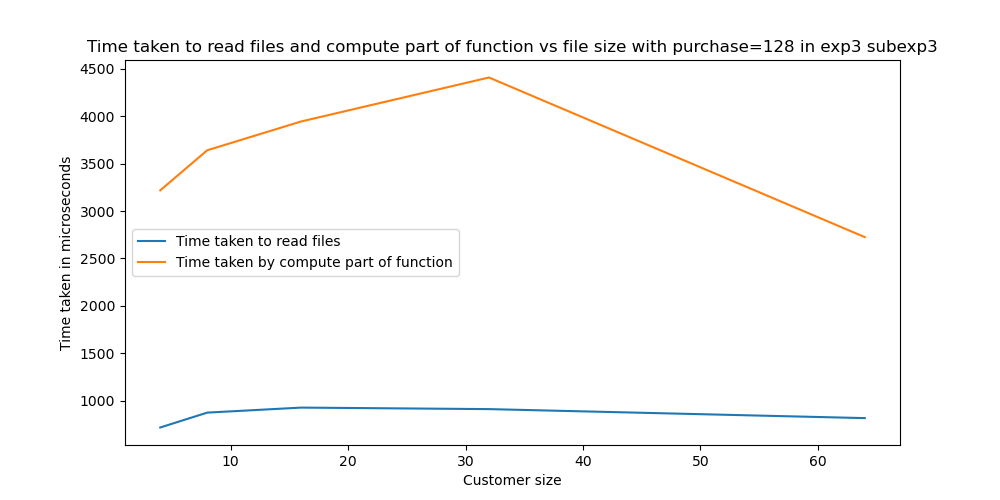 Time taken to read files and compute part of function vs file size with purchase=128 in exp3 subexp3
4500
4000
3500
3000
2500
2000
1500
1000
Time taken in microseconds
Time taken to read files
Time taken by compute part of function
10
20
30
40
50
60
Customer size